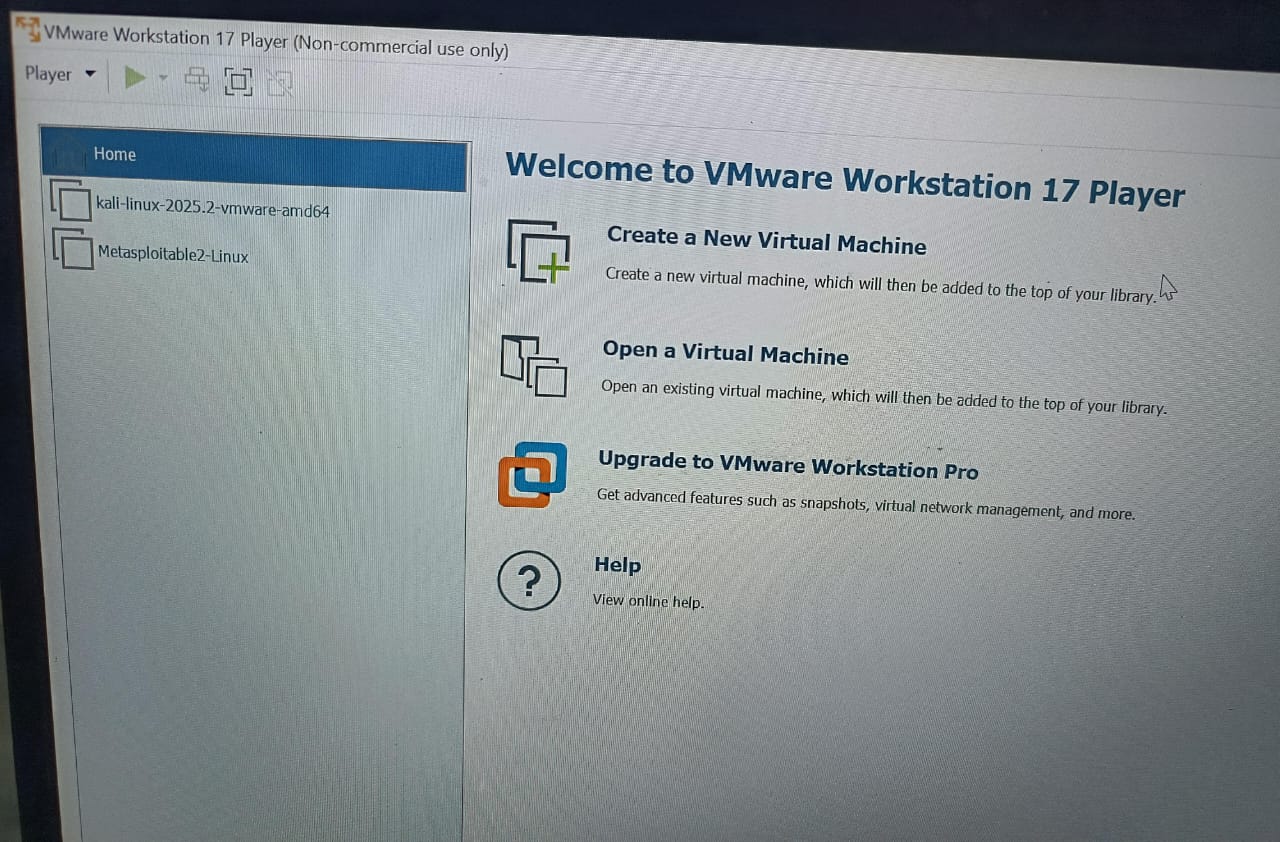 VMware Workstation 17 Player (Non-commercial use only)
Player
Home
kali-linux-2025.2-vmware-amd64
Metasploitable2-Linux
Welcome to VMware Workstation 17 Player
Create a New Virtual Machine
Create a new virtual machine, which will then be added to the top of your library.
Open a Virtual Machine
Open an existing virtual machine, which will then be added to the top of your library.
Upgrade to VMware Workstation Pro
Get advanced features such as snapshots, virtual network management, and more.
?
Help
View online help.